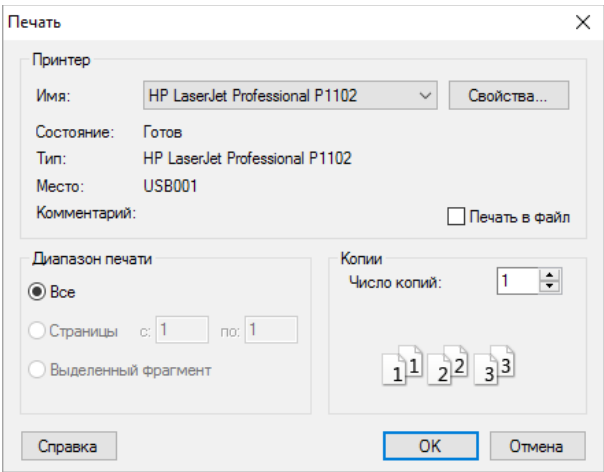 Печать
Принтер
Имя: HP LaserJet Professional P1102 Свойства...
Состояние: Готов
Тип: HP LaserJet Professional P1102
Место: USB001
Комментарий: Печать в файл
Диапазон печати
Все
Страницы с: 1 по: 1
Выделенный фрагмент
Копии
Число копий: 1
1 1 2 2 3 3
Справка ОК Отмена